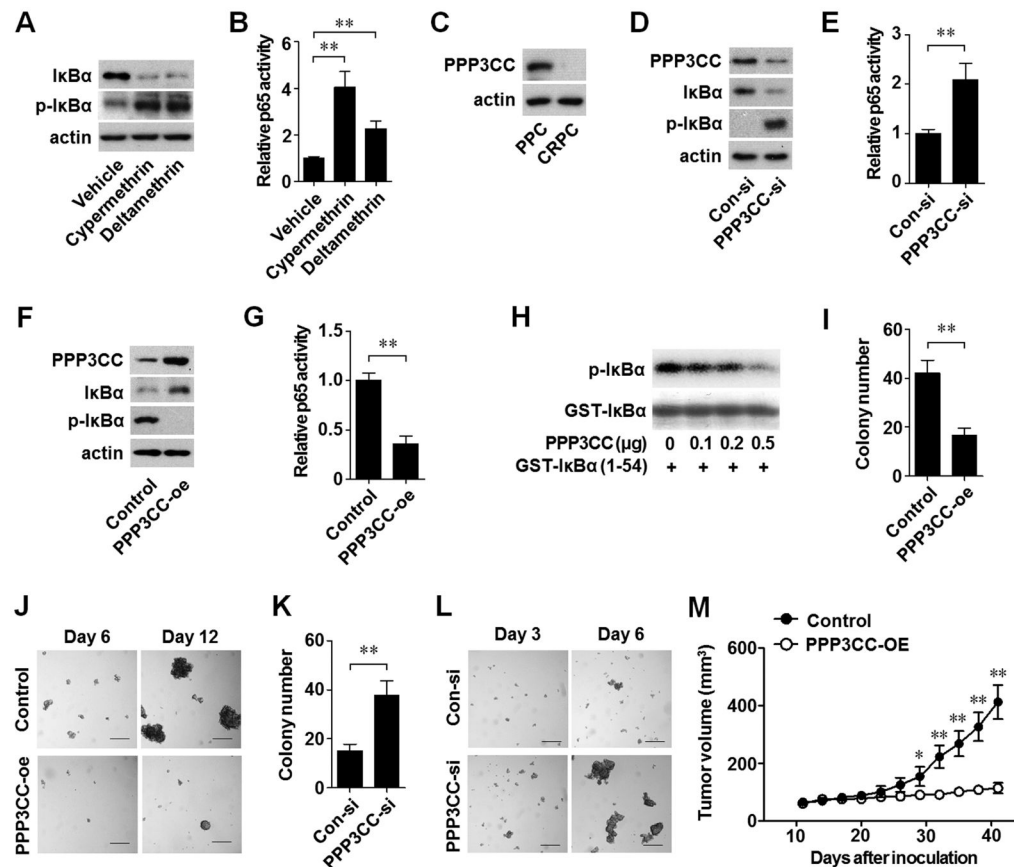 A
IκBα
p-IκBα
actin
Vehicle
Cypermethrin
Deltamethrin
B
Relative p65 activity
6
4
2
0
**
**
Vehicle
Cypermethrin
Deltamethrin
C
PPP3CC
actin
PPC
CRPC
D
PPP3CC
IκBα
p-IκBα
actin
Con-si
PPP3CC-si
E
Relative p65 activity
3
2
1
0
**
Con-si
PPP3CC-si
F
PPP3CC
IκBα
p-IκBα
actin
Control
PPP3CC-oe
G
Relative p65 activity
1.5
1.0
0.5
0
**
Control
PPP3CC-oe
H
p-IκBα
GST-IκBα
PPP3CC (μg) 0 0.1 0.2 0.5
GST-IκBα (1-54) + + + +
I
Colony number
60
40
20
0
**
Control
PPP3CC-oe
J
Day 6 Day 12
Control
PPP3CC-oe
K
Colony number
60
40
20
0
**
Con-si
PPP3CC-si
L
Day 3 Day 6
Con-si
PPP3CC-si
M
Control
PPP3CC-OE
Tumor volume (mm³)
600
400
200
0
* ** ** ** **
0 10 20 30 40
Days after inoculation